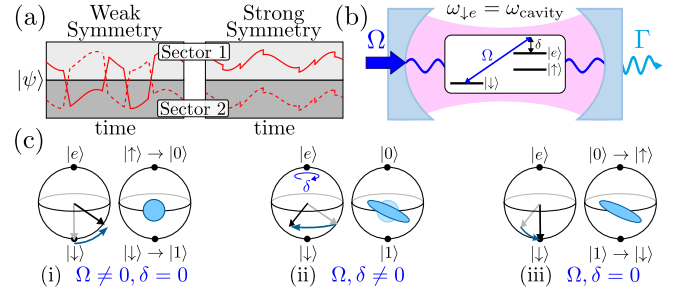 (a)
Weak
Symmetry
Strong
Symmetry
|ψ⟩
Sector 1
Sector 2
time
time
(b)
ω↓e = ωcavity
Ω
Ω
δ
|e⟩
|↑⟩
|↓⟩
Γ
(c)
|e⟩
|↑⟩ → |0⟩
|↓⟩
|↓⟩ → |1⟩
(i) Ω ≠ 0, δ = 0
|e⟩
|0⟩
δ
|↓⟩
|1⟩
(ii) Ω, δ ≠ 0
|e⟩
|0⟩ → |↑⟩
|↓⟩
|1⟩ → |↓⟩
(iii) Ω, δ = 0